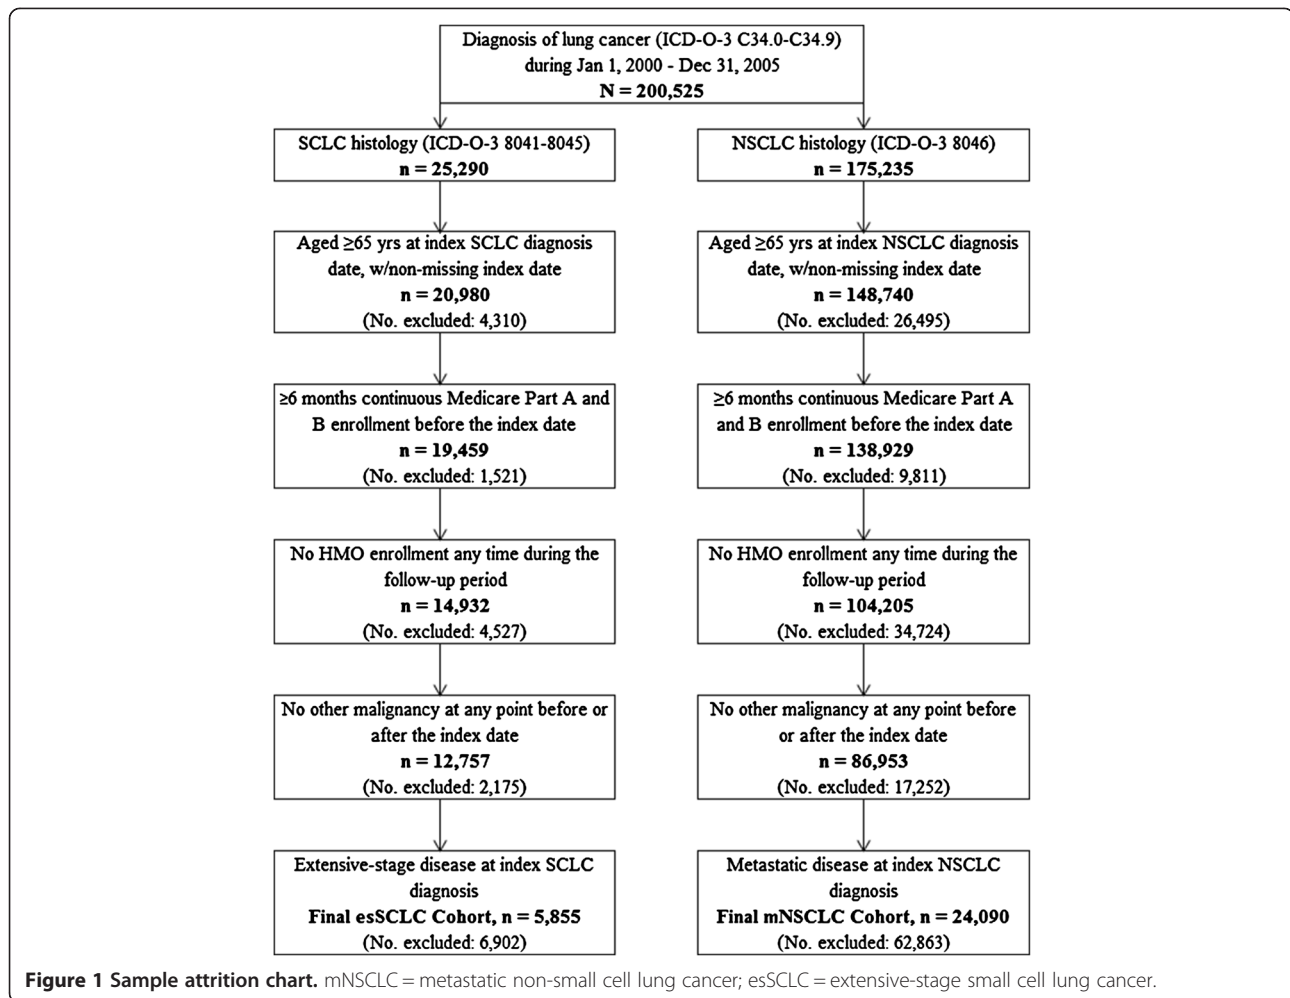 Diagnosis of lung cancer (ICD-O-3 C34.0-C34.9)
during Jan 1, 2000 - Dec 31, 2005
N = 200,525
SCLC histology (ICD-O-3 8041-8045)
n = 25,290
NSCLC histology (ICD-O-3 8046)
n = 175,235
Aged ≥65 yrs at index SCLC diagnosis
date, w/non-missing index date
n = 20,980
(No. excluded: 4,310)
Aged ≥65 yrs at index NSCLC diagnosis
date, w/non-missing index date
n = 148,740
(No. excluded: 26,495)
≥6 months continuous Medicare Part A and
B enrollment before the index date
n = 19,459
(No. excluded: 1,521)
≥6 months continuous Medicare Part A
and B enrollment before the index date
n = 138,929
(No. excluded: 9,811)
No HMO enrollment any time during the
follow-up period
n = 14,932
(No. excluded: 4,527)
No HMO enrollment any time during the
follow-up period
n = 104,205
(No. excluded: 34,724)
No other malignancy at any point before or
after the index date
n = 12,757
(No. excluded: 2,175)
No other malignancy at any point before
or after the index date
n = 86,953
(No. excluded: 17,252)
Extensive-stage disease at index SCLC
diagnosis
Final esSCLC Cohort, n = 5,855
(No. excluded: 6,902)
Metastatic disease at index NSCLC
diagnosis
Final mNSCLC Cohort, n = 24,090
(No. excluded: 62,863)
Figure 1 Sample attrition chart. mNSCLC = metastatic non-small cell lung cancer; esSCLC = extensive-stage small cell lung cancer.